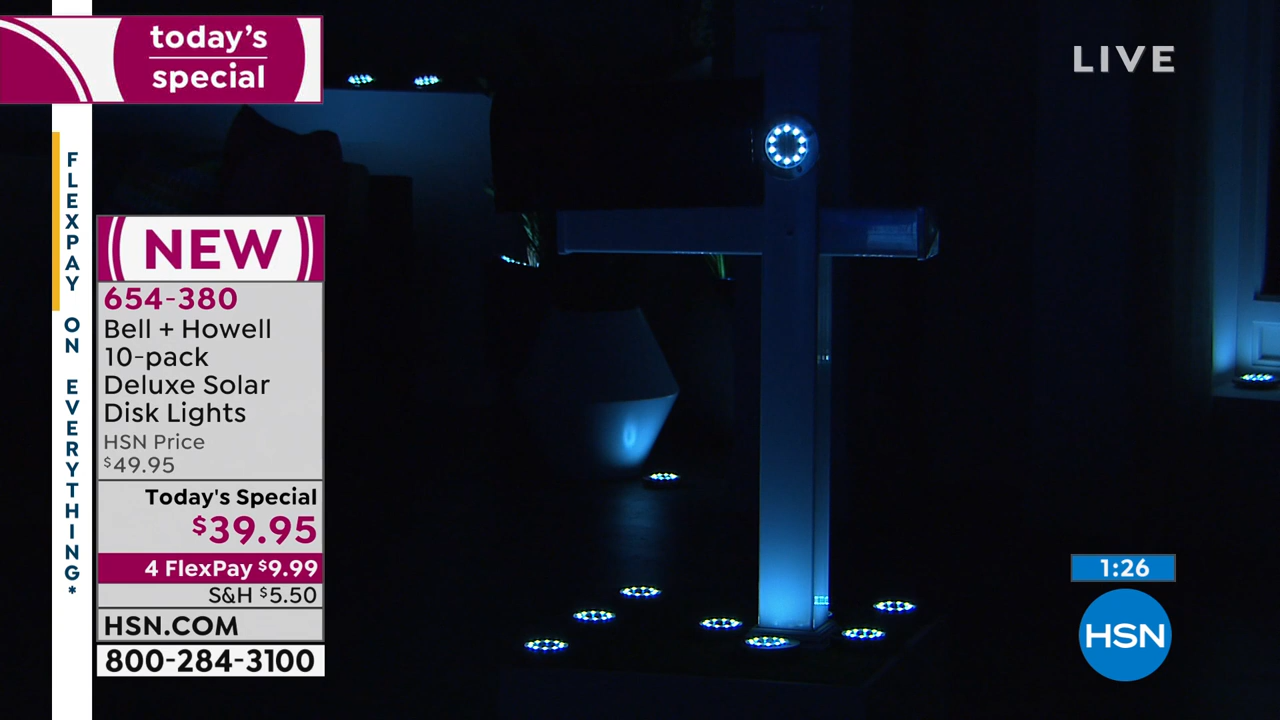 today's
special
LIVE
FLEXPAY ON EVERYTHING*
NEW
654-380
Bell + Howell
10-pack
Deluxe Solar
Disk Lights
HSN Price
$49.95
Today's Special
$39.95
4 FlexPay $9.99
S&H $5.50
HSN.COM
800-284-3100
1:26
HSN